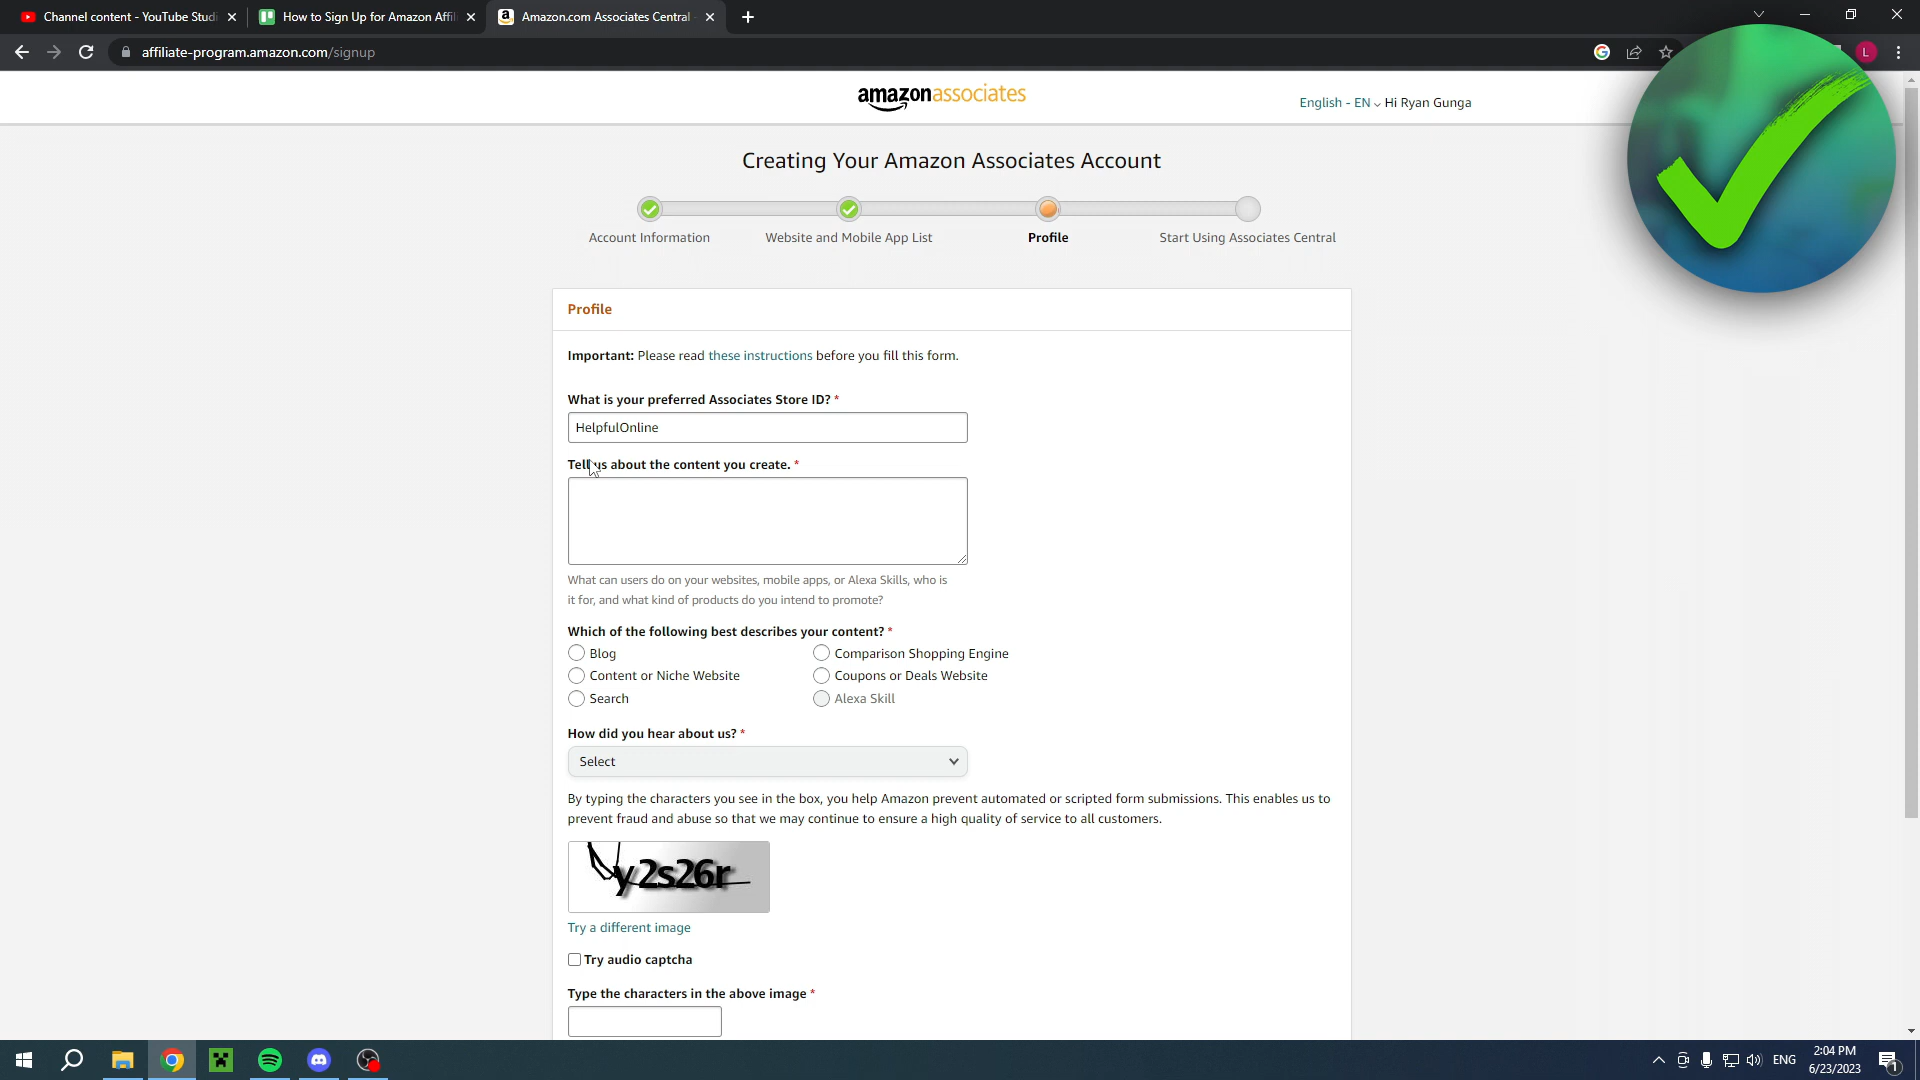 Channel content - YouTube Studi
How to Sign Up for Amazon Affil
Amazon.com Associates Central
affiliate-program.amazon.com/signup
L
amazonassociates
English - EN
Hi Ryan Gunga
Creating Your Amazon Associates Account
Account Information
Website and Mobile App List
Profile
Start Using Associates Central
Profile
Important: Please read these instructions before you fill this form.
What is your preferred Associates Store ID? *
HelpfulOnline
Tell us about the content you create. *
What can users do on your websites, mobile apps, or Alexa Skills, who is
it for, and what kind of products do you intend to promote?
Which of the following best describes your content? *
Blog
Comparison Shopping Engine
Content or Niche Website
Coupons or Deals Website
Search
Alexa Skill
How did you hear about us? *
Select
By typing the characters you see in the box, you help Amazon prevent automated or scripted form submissions. This enables us to
prevent fraud and abuse so that we may continue to ensure a high quality of service to all customers.
y2s26r
Try a different image
Try audio captcha
Type the characters in the above image *
ENG
2:04 PM
6/23/2023
1